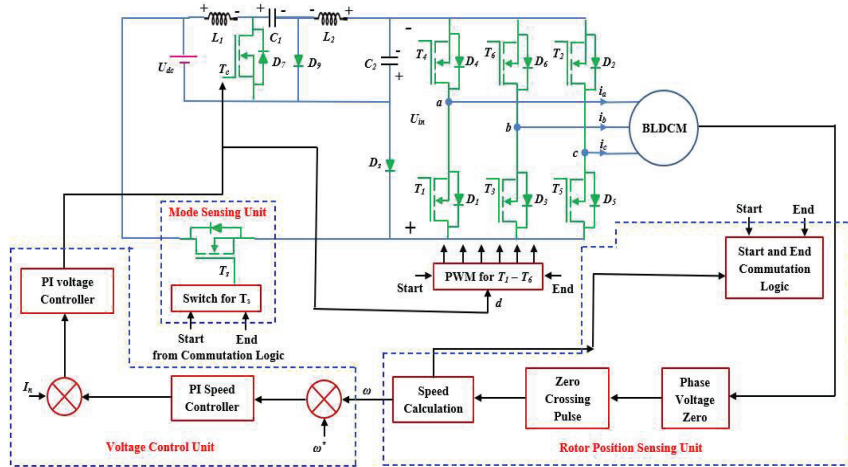 L1
C1
L2
Udc
Tc
D7
D9
C2
Uin
Ds
T4
D4
T6
D6
T2
D2
a
b
c
ia
ib
ic
BLDCM
T1
D1
T3
D3
T5
D5
Mode Sensing Unit
Ts
Switch for Ts
Start
End
from Commutation Logic
PWM for T1 – T6
Start
End
d
Start
End
Start and End
Commutation
Logic
PI voltage
Controller
In
PI Speed
Controller
ω
ω*
Speed
Calculation
Zero
Crossing
Pulse
Phase
Voltage
Zero
Voltage Control Unit
Rotor Position Sensing Unit